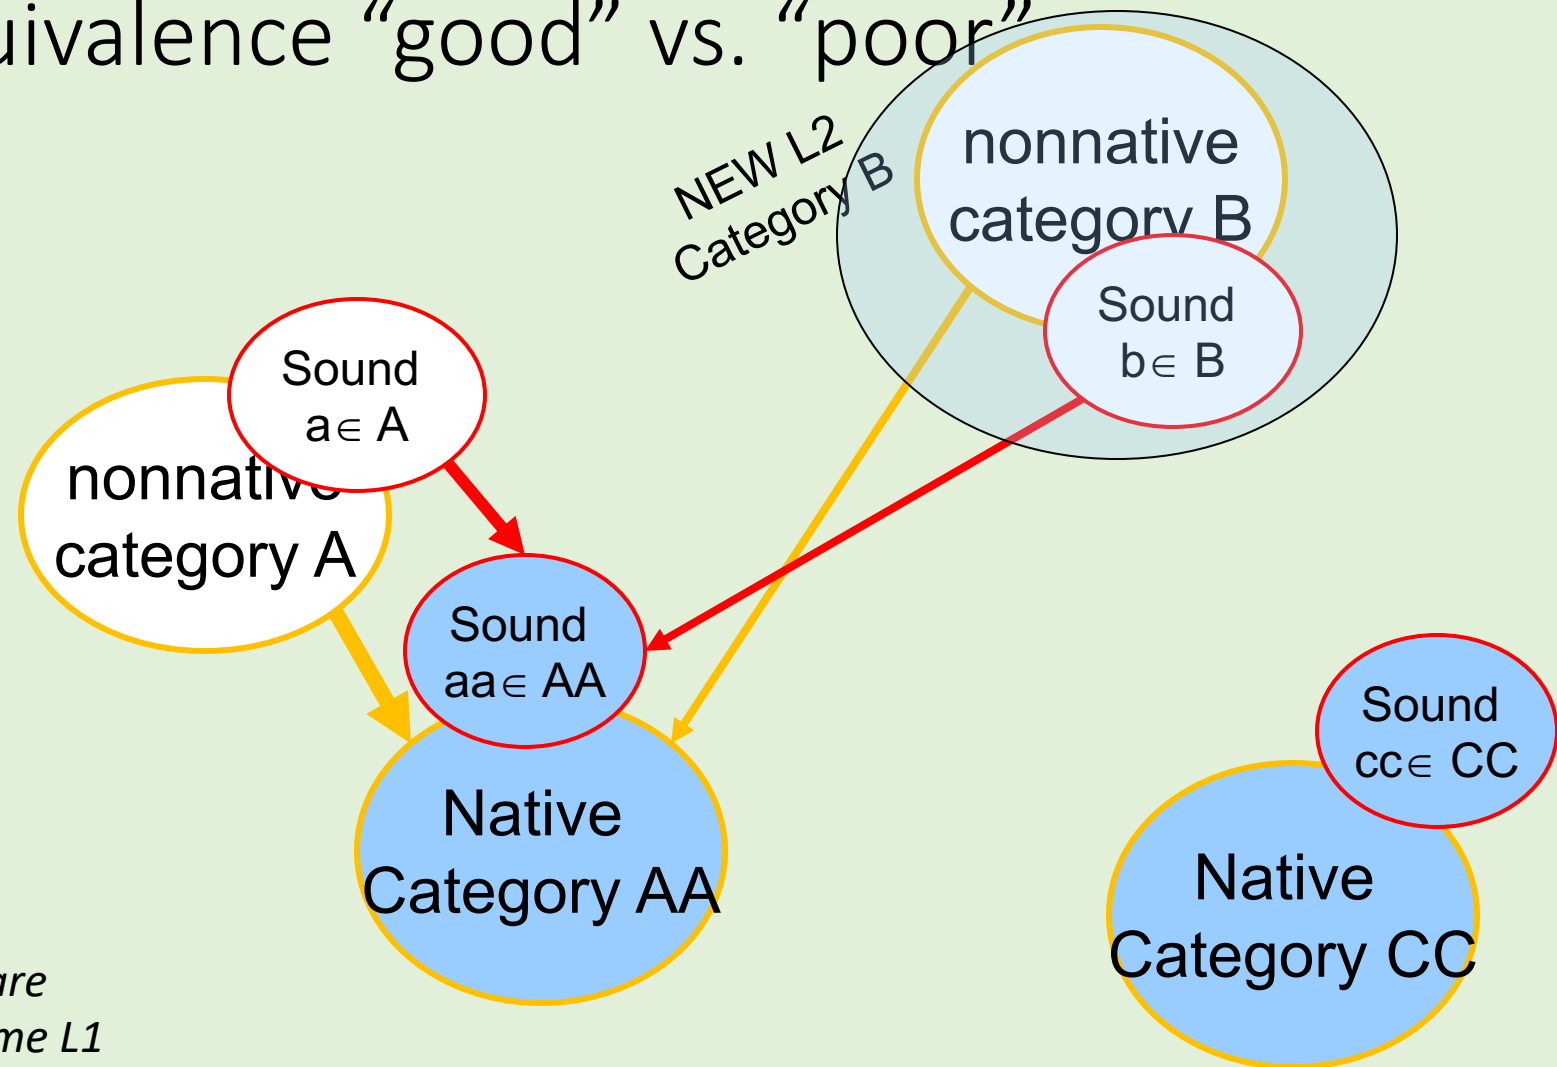 uivalence “good” vs. “poor”
NEW L2
Category B
nonnative
category B
Sound
b∈ B
Sound
a∈ A
nonnative
category A
Sound
aa∈ AA
Native
Category AA
Sound
cc∈ CC
Native
Category CC
are
me L1